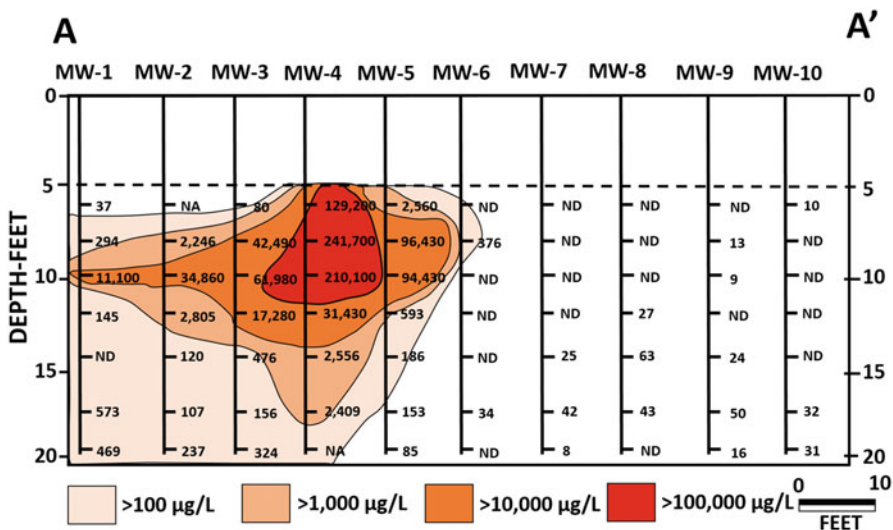 A A’
MW-1 MW-2 MW-3 MW-4 MW-5 MW-6 MW-7 MW-8 MW-9 MW-10
0 0
5 5
37 NA 80 129,200 2,560 ND ND ND ND 10
294 2,246 42,490 241,700 96,430 376 ND ND 13 ND
10 11,100 34,860 61,980 210,100 94,430 ND ND ND 9 ND 10
145 2,805 17,280 31,430 593 ND ND 27 ND ND
ND 120 476 2,556 186 ND 25 63 24 ND
15 15
573 107 156 2,409 153 34 42 43 50 32
469 237 324 NA 85 ND 8 ND 16 31
20 20
DEPTH-FEET
>100 µg/L >1,000 µg/L >10,000 µg/L >100,000 µg/L
0 10
FEET